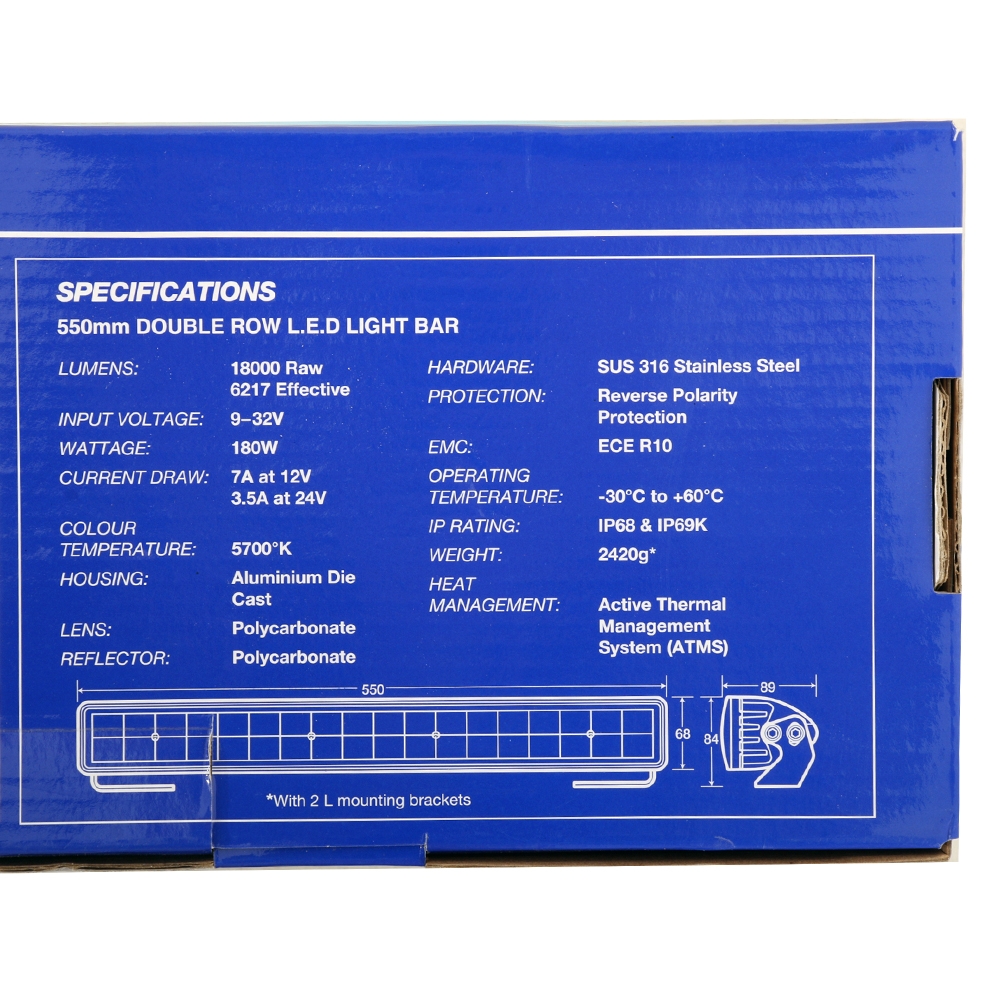 SPECIFICATIONS
550mm DOUBLE ROW L.E.D LIGHT BAR
LUMENS: 18000 Raw
6217 Effective
INPUT VOLTAGE: 9–32V
WATTAGE: 180W
CURRENT DRAW: 7A at 12V
3.5A at 24V
COLOUR
TEMPERATURE: 5700°K
HOUSING: Aluminium Die
Cast
LENS: Polycarbonate
REFLECTOR: Polycarbonate
HARDWARE: SUS 316 Stainless Steel
PROTECTION: Reverse Polarity
Protection
EMC: ECE R10
OPERATING
TEMPERATURE: -30°C to +60°C
IP RATING: IP68 & IP69K
WEIGHT: 2420g*
HEAT
MANAGEMENT: Active Thermal
Management
System (ATMS)
550
68
84
89
*With 2 L mounting brackets